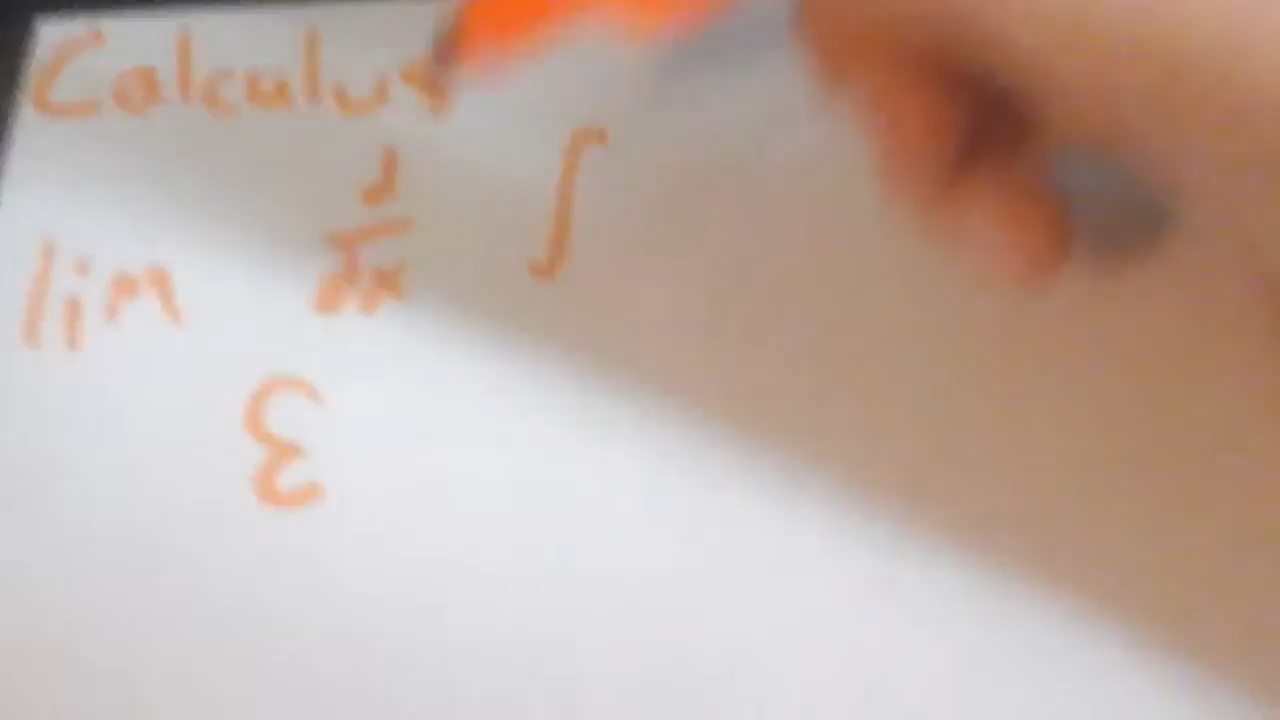 Calculus
lim d/dx ∫
ε